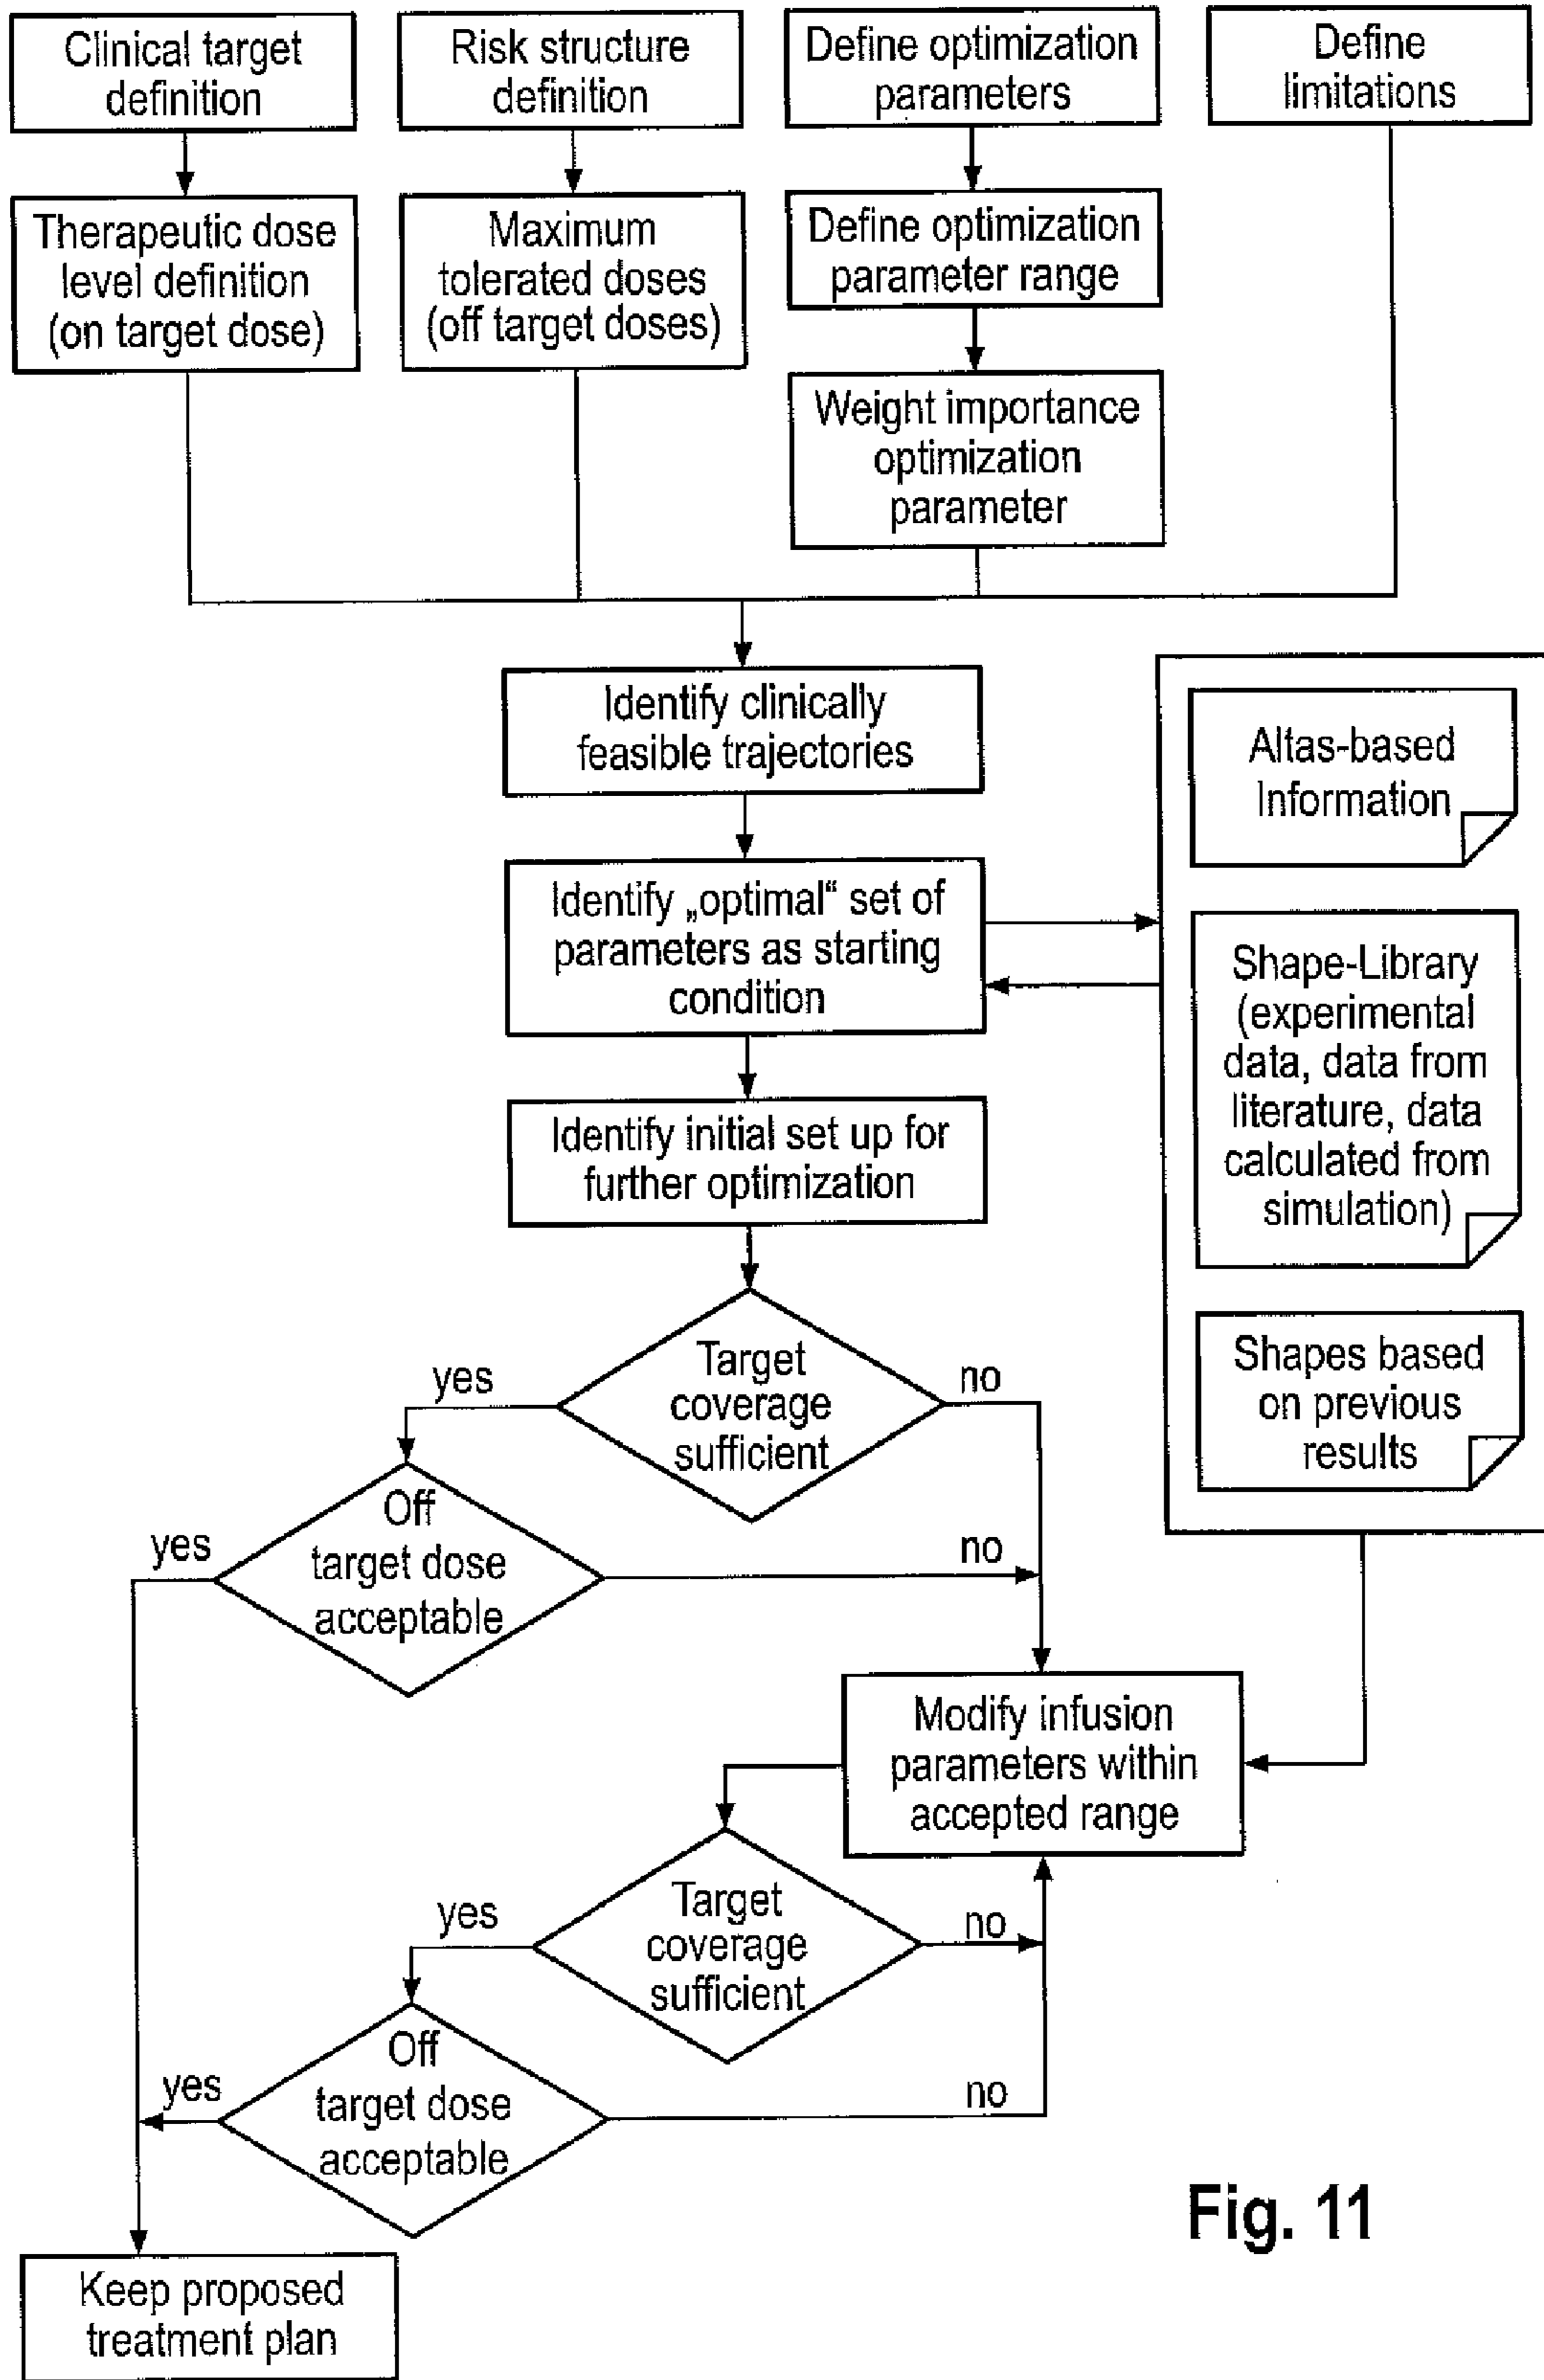 Clinical target
definition
Risk structure
definition
Define optimization
parameters
Define
limitations
Therapeutic dose
level definition
(on target dose)
Maximum
tolerated doses
(off target doses)
Define optimization
parameter range
Weight importance
optimization
parameter
Identify clinically
feasible trajectories
Altas-based
Information
Identify „optimal“ set of
parameters as starting
condition
Shape-Library
(experimental
data, data from
literature, data
calculated from
simulation)
Identify initial set up for
further optimization
Shapes based
on previous
results
Target
coverage
sufficient
yes
no
Off
target dose
acceptable
yes
no
Modify infusion
parameters within
accepted range
Target
coverage
sufficient
yes
no
Off
target dose
acceptable
yes
no
Keep proposed
treatment plan
Fig. 11